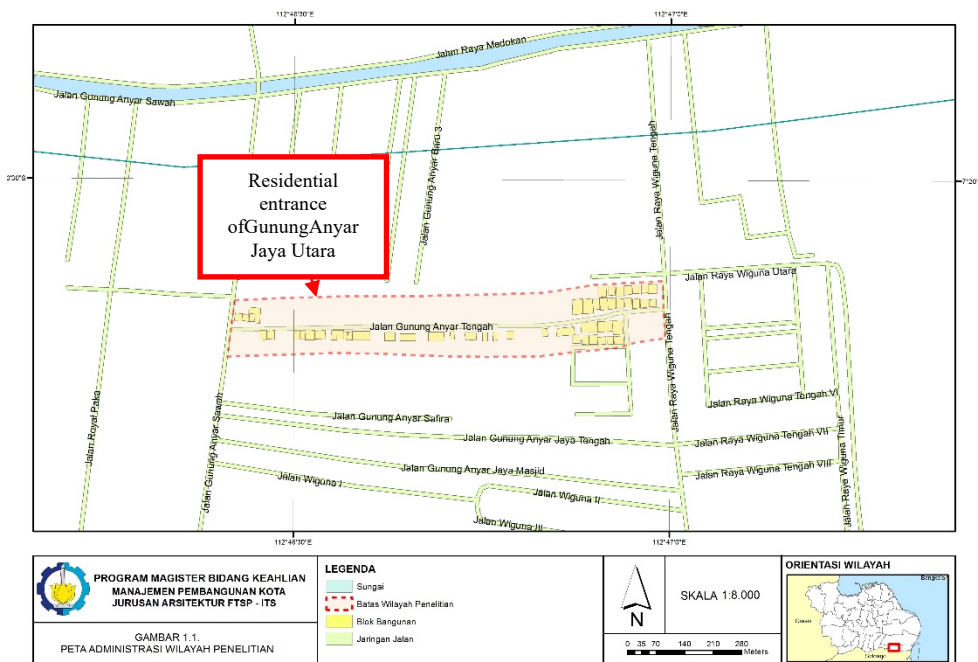 112°46'30"E
112°47'0"E
Jalan Raya Medokan
Jalan Gunung Anyar Sawah
Residential
entrance
ofGunungAnyar
Jaya Utara
Jalan Gunung Anyar Baru 3
Jalan Raya Wiguna Tengah
7°20'
Jalan Raya Wiguna Utara
Jalan Gunung Anyar Tengah
Jalan Raya Wiguna Tengah
Jalan Royal Paka
Jalan Gunung Anyar Sawah
Jalan Gunung Anyar Safira
Jalan Raya Wiguna Tengah VI
Jalan Gunung Anyar Jaya Tengah
Jalan Raya Wiguna Tengah VII
Jalan Raya Wiguna Timur
Jalan Gunung Anyar Jaya Masjid
Jalan Raya Wiguna Tengah VIII
Jalan Wiguna I
Jalan Wiguna II
Jalan Wiguna III
112°46'30"E
112°47'0"E
PROGRAM MAGISTER BIDANG KEAHLIAN
MANAJEMEN PEMBANGUNAN KOTA
JURUSAN ARSITEKTUR FTSP - ITS
GAMBAR 1.1.
PETA ADMINISTRASI WILAYAH PENELITIAN
LEGENDA
Sungai
Batas Wilayah Penelitian
Blok Bangunan
Jaringan Jalan
N
SKALA 1:8.000
0 35 70 140 210 280
Meters
ORIENTASI WILAYAH